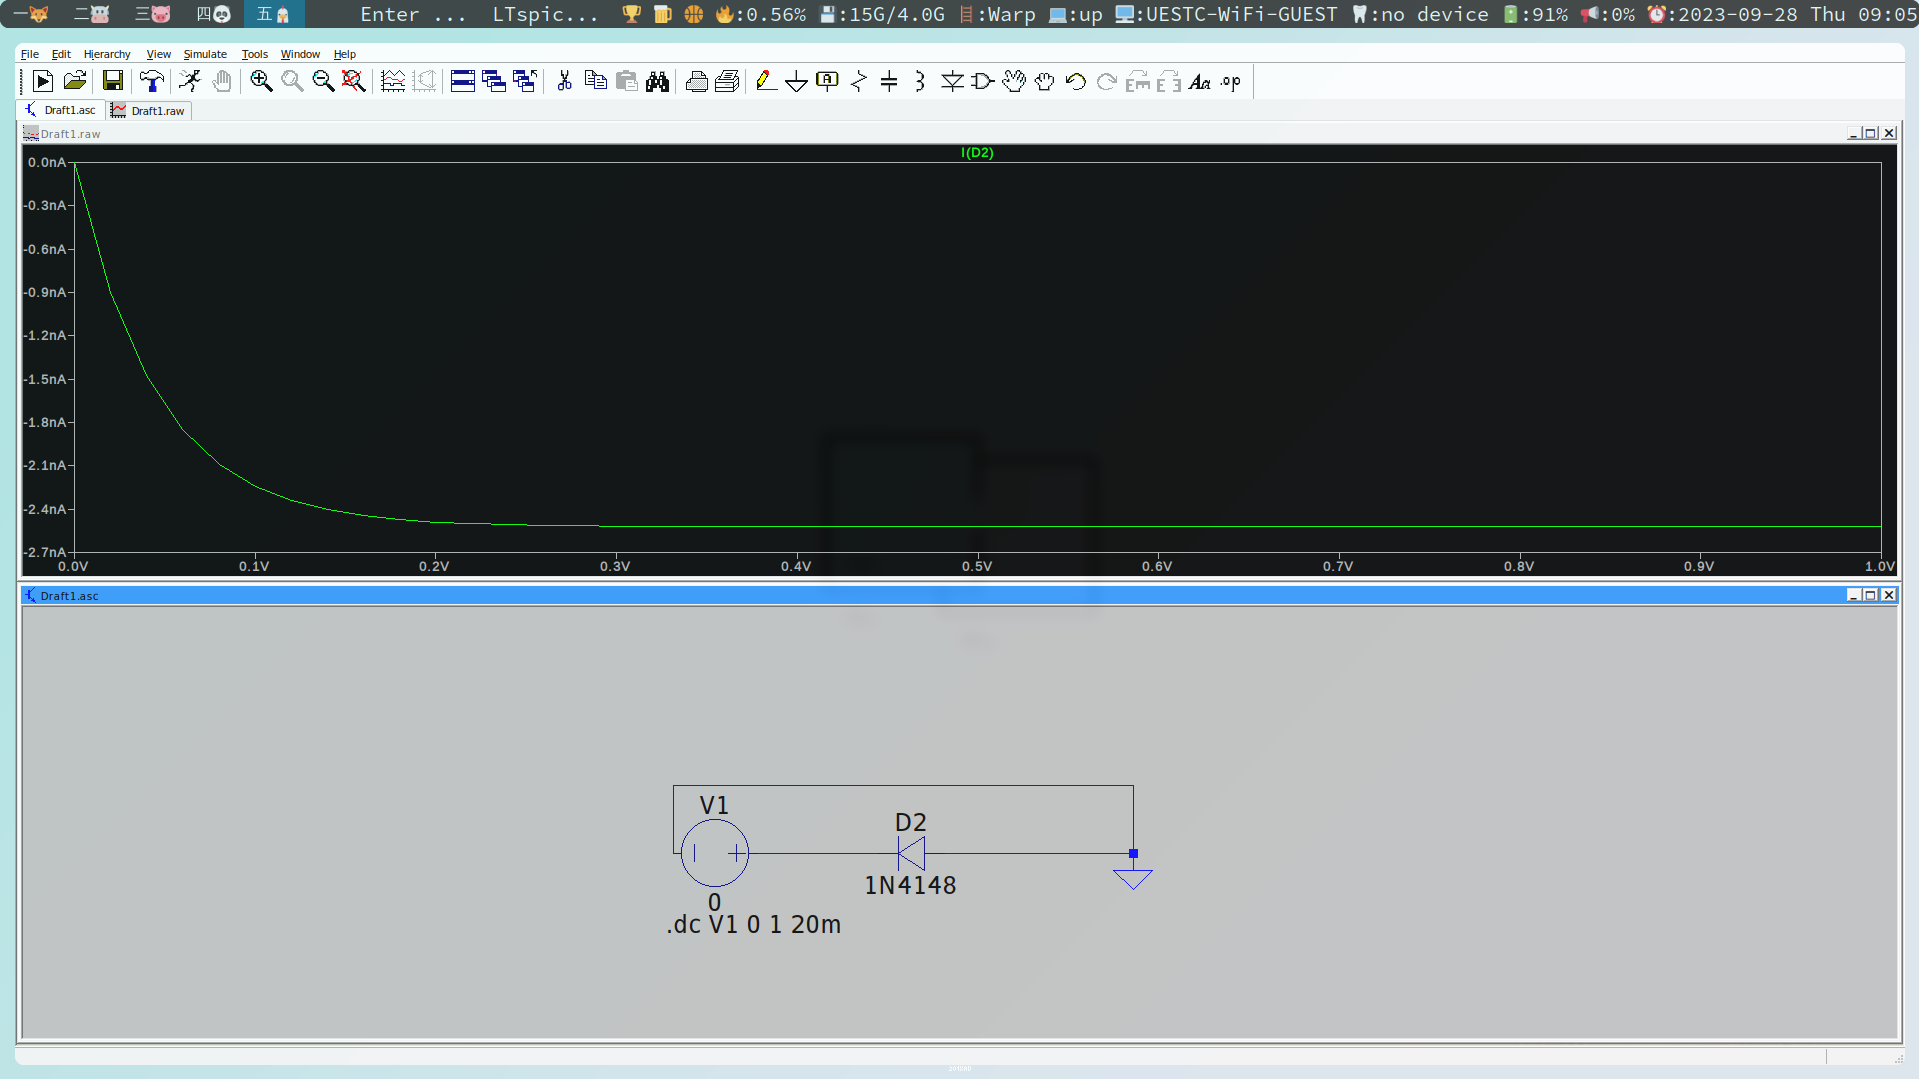 一 二 三 四 五 Enter ... LTspic... :0.56% :15G/4.0G :Warp :up :UESTC-WiFi-GUEST :no device :91% :0% :2023-09-28 Thu 09:05
File Edit Hierarchy View Simulate Tools Window Help
A Aa .op
Draft1.asc Draft1.raw
Draft1.raw
I(D2)
0.0nA
-0.3nA
-0.6nA
-0.9nA
-1.2nA
-1.5nA
-1.8nA
-2.1nA
-2.4nA
-2.7nA
0.0V 0.1V 0.2V 0.3V 0.4V 0.5V 0.6V 0.7V 0.8V 0.9V 1.0V
Draft1.asc
V1
D2
1N4148
0
.dc V1 0 1 20m